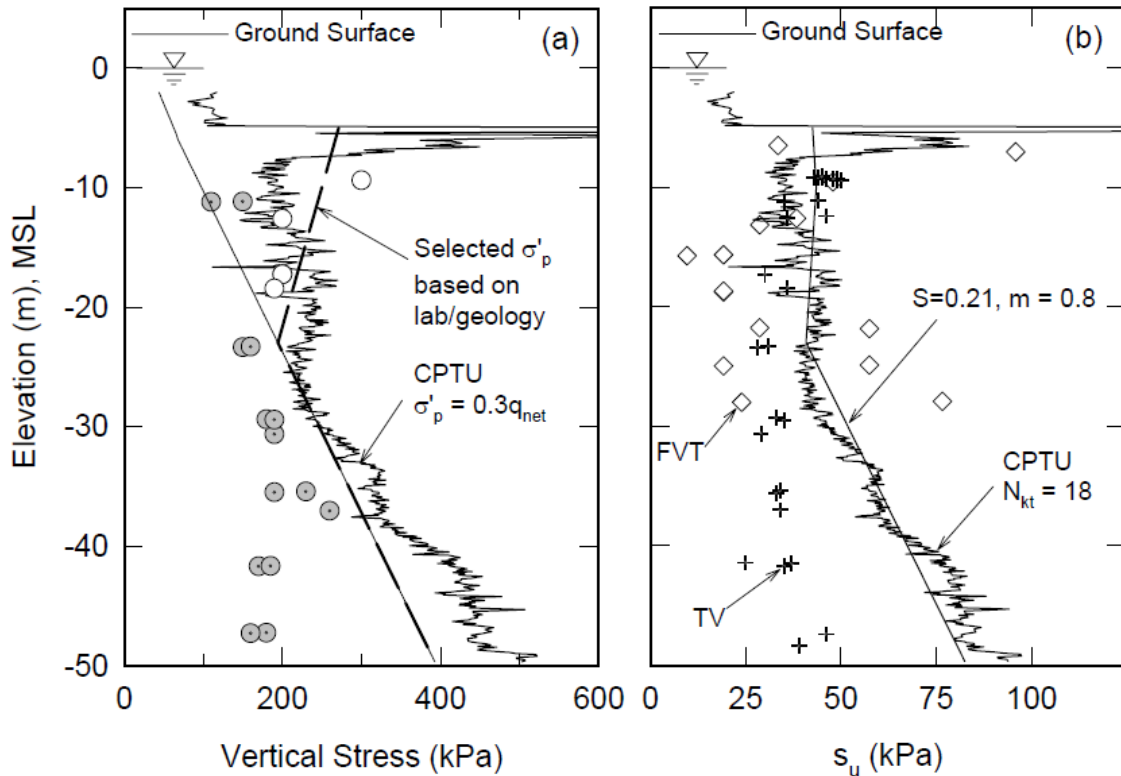 Ground Surface
(a)
Elevation (m), MSL
0
-10
-20
-30
-40
-50
Selected σ'p
based on
lab/geology
CPTU
σ'p = 0.3qnet
0
200
400
600
Vertical Stress (kPa)
Ground Surface
(b)
S=0.21, m = 0.8
FVT
CPTU
Nkt = 18
TV
0
25
50
75
100
su (kPa)